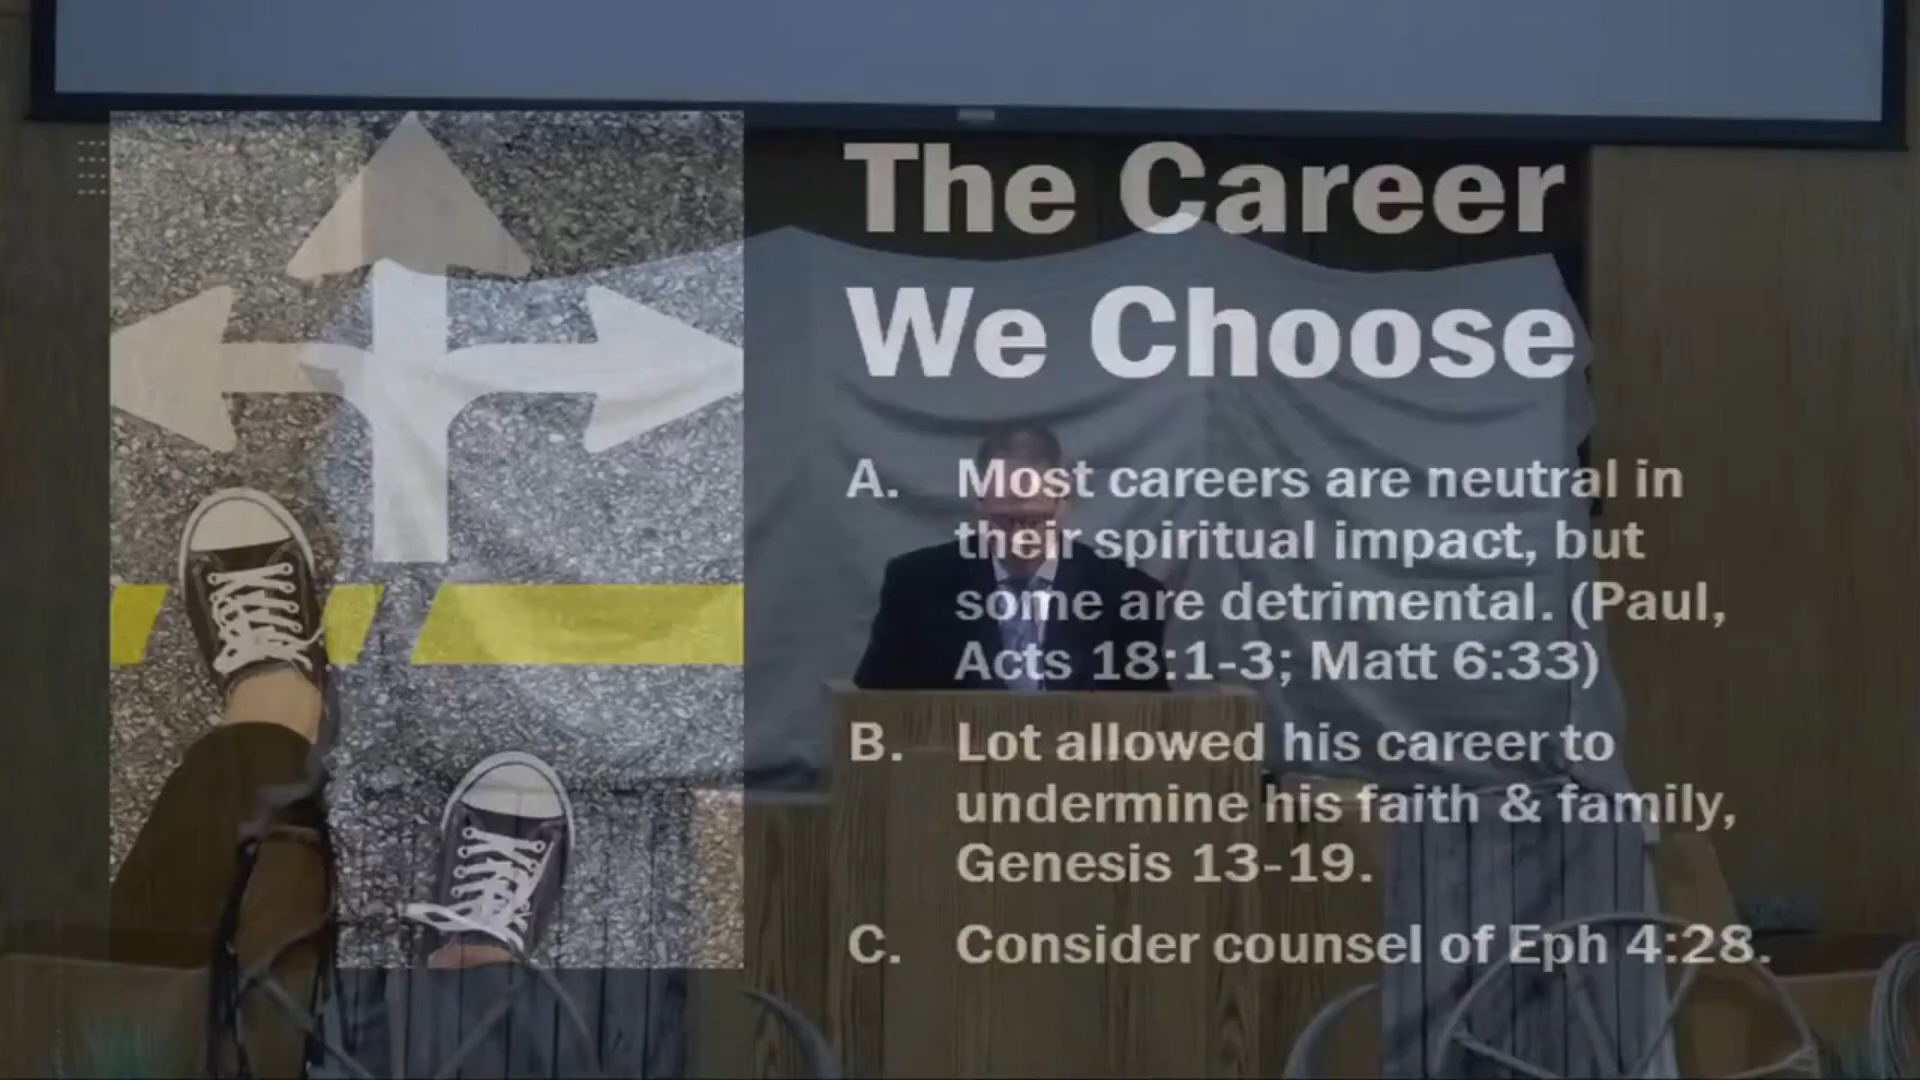 The Career
We Choose
A. Most careers are neutral in
their spiritual impact, but
some are detrimental. (Paul,
Acts 18:1-3; Matt 6:33)
B. Lot allowed his career to
undermine his faith & family,
Genesis 13-19.
C. Consider counsel of Eph 4:28.